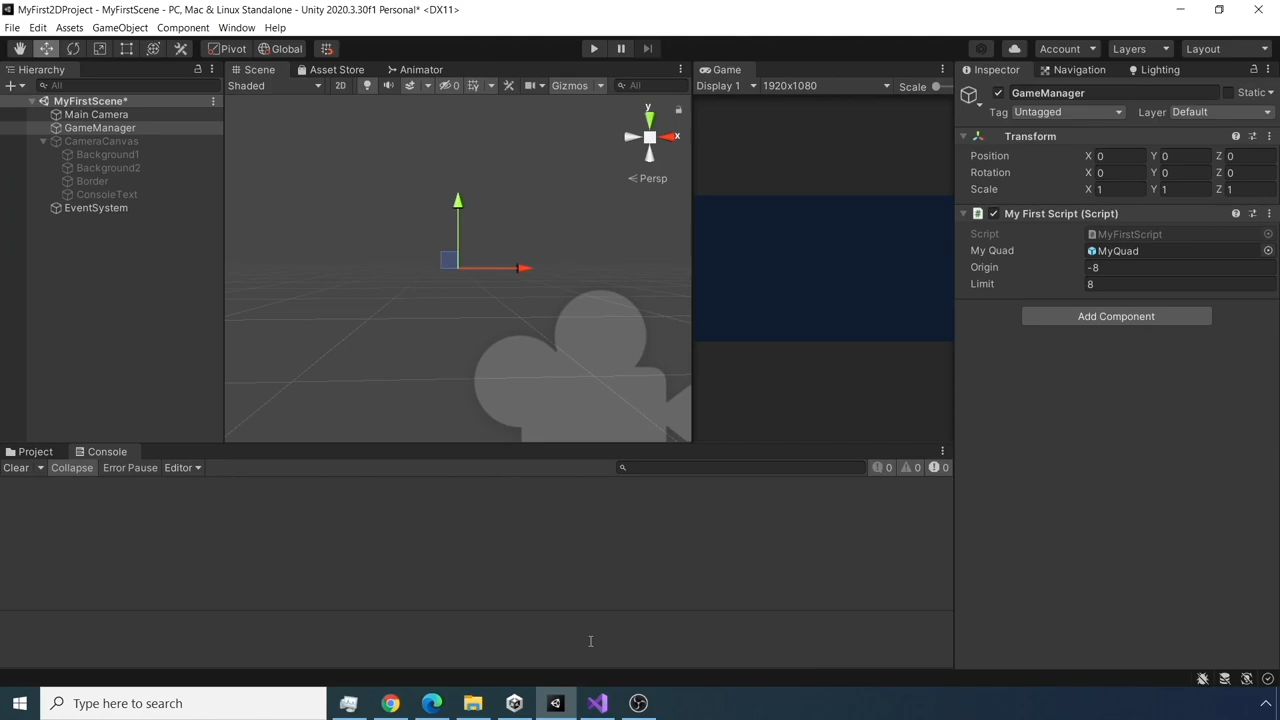 MyFirst2DProject - MyFirstScene - PC, Mac & Linux Standalone - Unity 2020.3.30f1 Personal* <DX11>
File Edit Assets GameObject Component Window Help
Pivot Global Account Layers Layout
Hierarchy Scene Asset Store Animator Game Inspector Navigation Lighting
All Shaded 2D 0 Gizmos All Display 1 1920x1080 Scale GameManager Static
MyFirstScene*
Main Camera
GameManager
CameraCanvas
Background1
Background2
Border
ConsoleText
EventSystem
y
x
Persp
Tag Untagged Layer Default
Transform
Position X 0 Y 0 Z 0
Rotation X 0 Y 0 Z 0
Scale X 1 Y 1 Z 1
My First Script (Script)
Script MyFirstScript
My Quad MyQuad
Origin -8
Limit 8
Add Component
Project Console
Clear Collapse Error Pause Editor 0 0 0
Type here to search